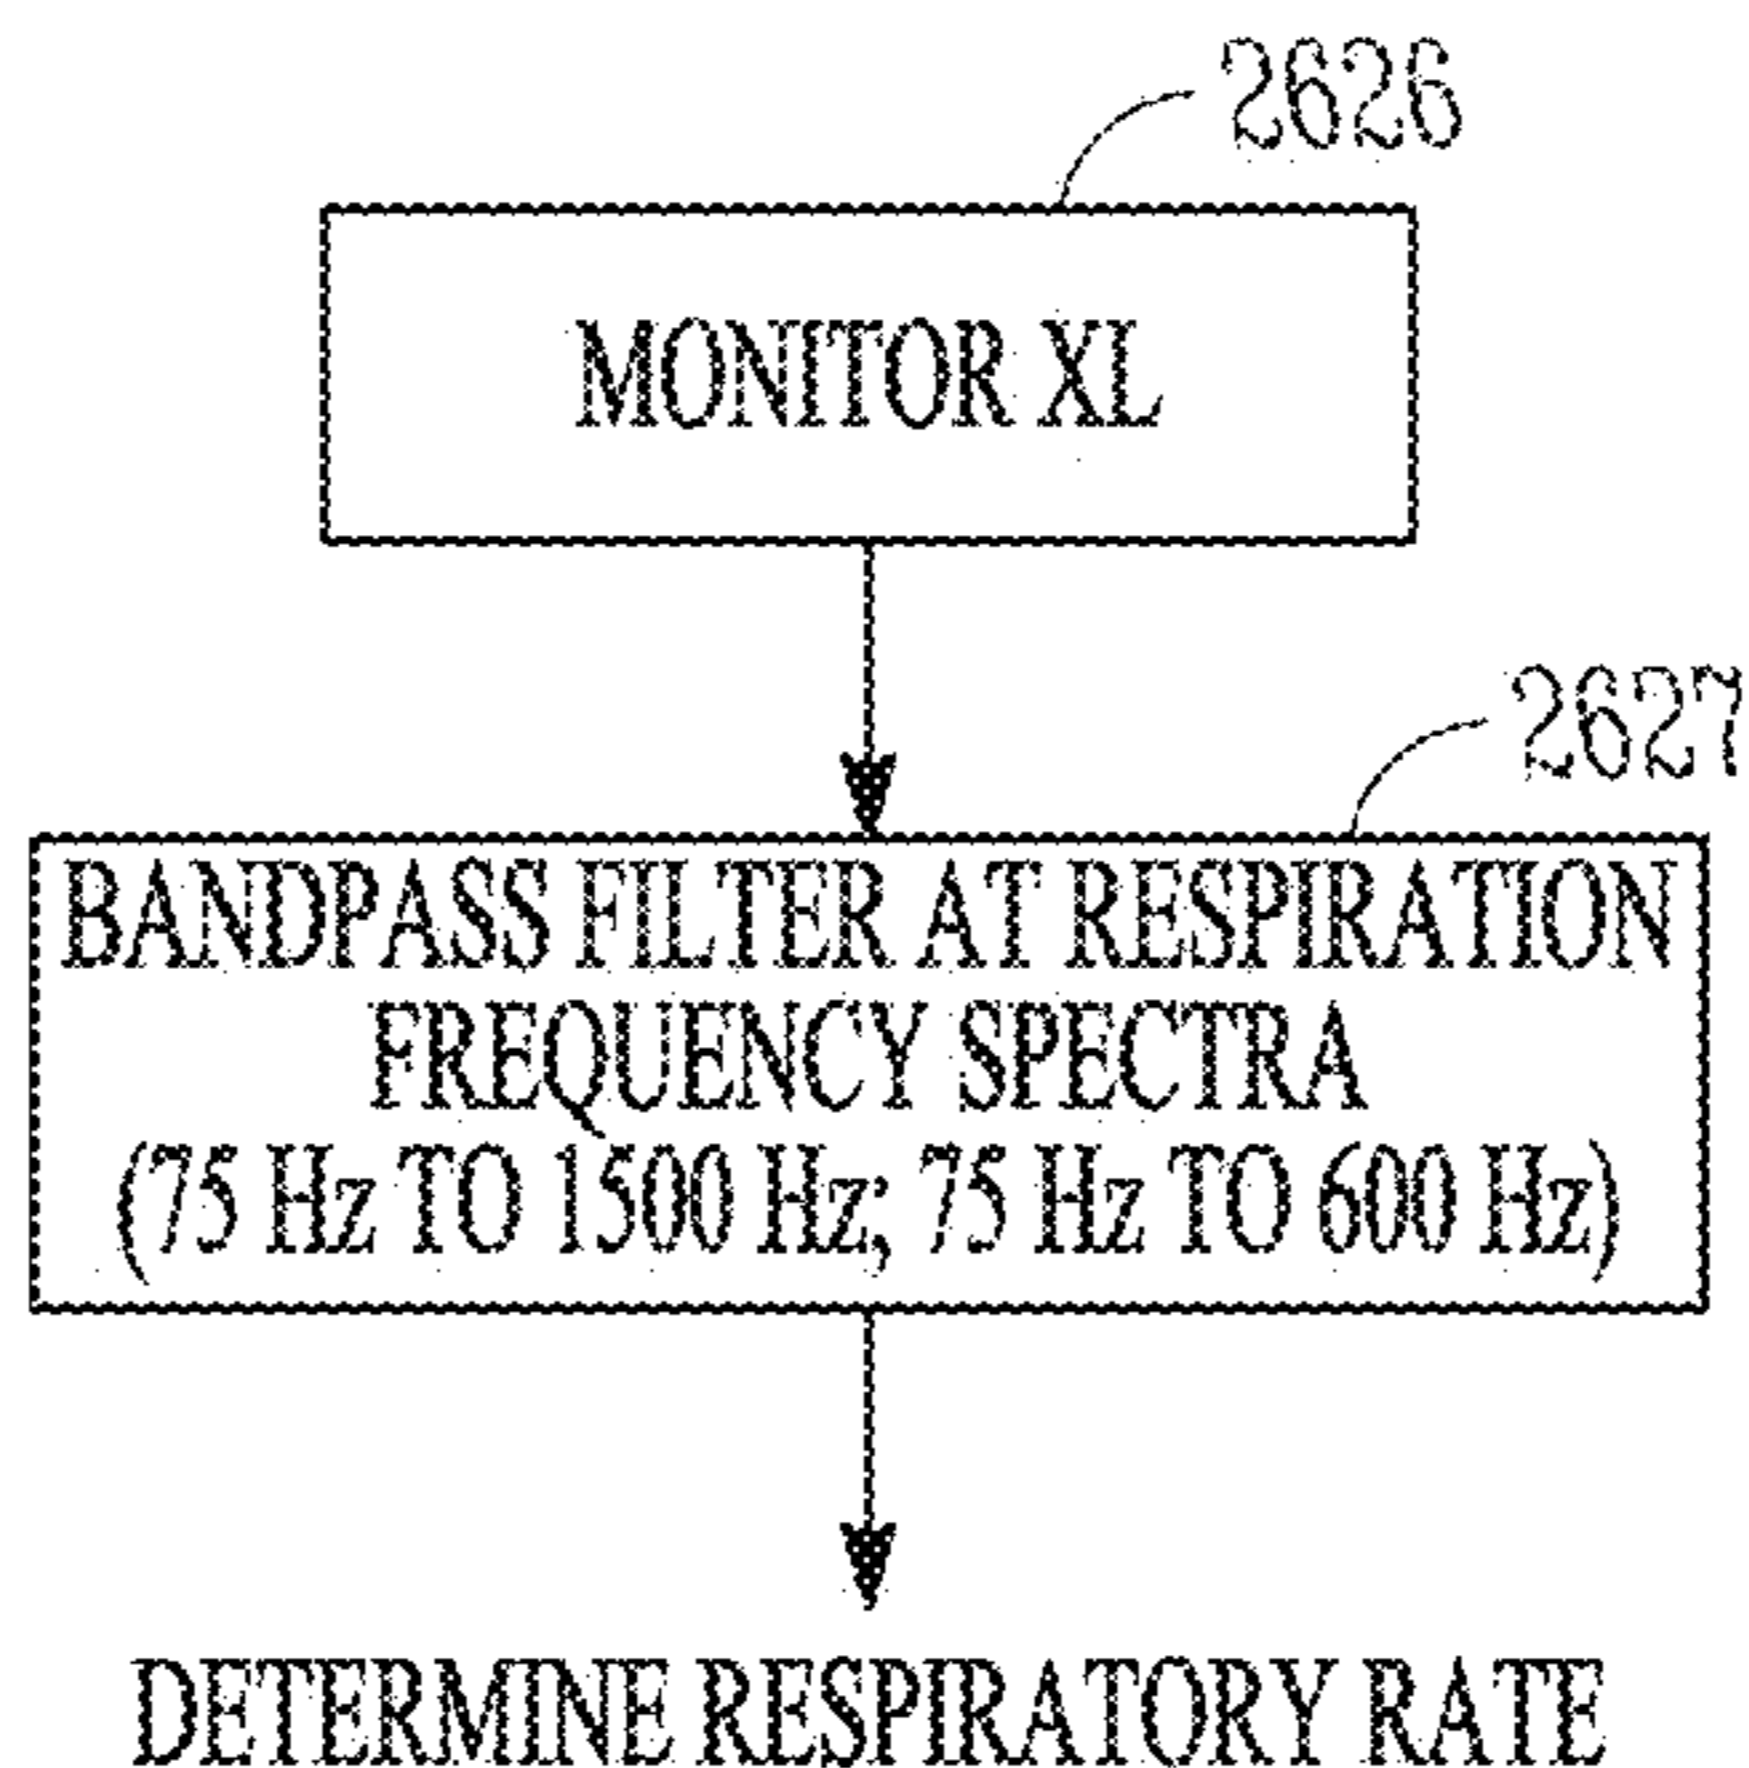 2626
MONITOR XL
2627
BANDPASS FILTER AT RESPIRATION
FREQUENCY SPECTRA
(75 Hz TO 1500 Hz; 75 Hz TO 600 Hz)
DETERMINE RESPIRATORY RATE